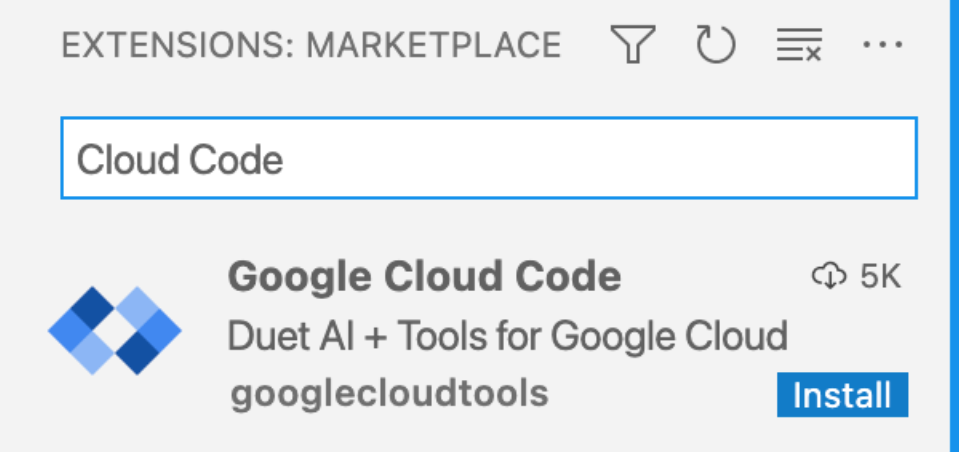 EXTENSIONS: MARKETPLACE
Cloud Code
Google Cloud Code 5K
Duet AI + Tools for Google Cloud
googlecloudtools Install